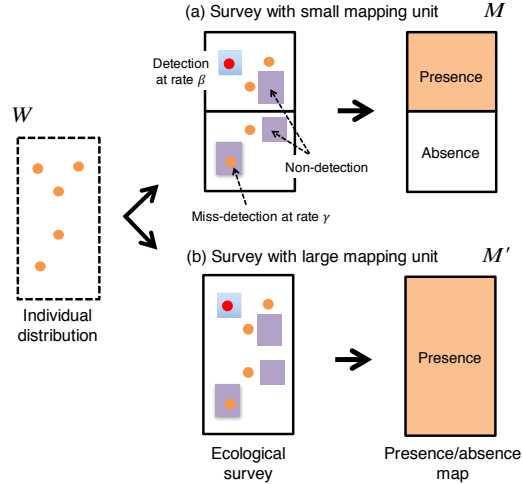 (a) Survey with small mapping unit
M
Detection
at rate β
Presence
W
Absence
Non-detection
Miss-detection at rate γ
(b) Survey with large mapping unit
M′
Individual
distribution
Presence
Ecological
survey
Presence/absence
map